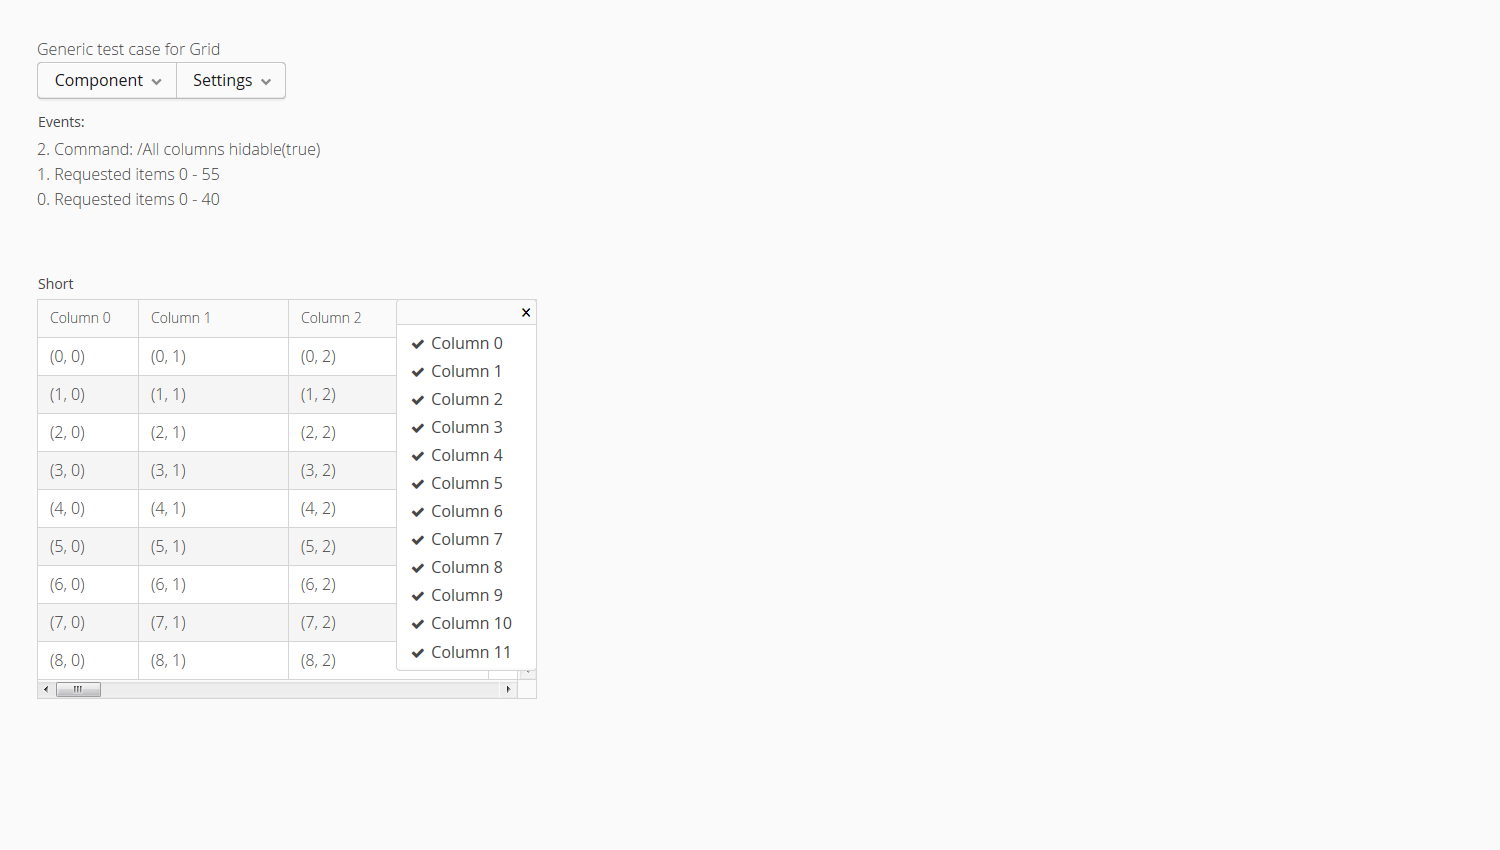 Generic test case for Grid
Component Settings
Events:
2. Command: /All columns hidable(true)
1. Requested items 0 - 55
0. Requested items 0 - 40
Short
Column 0 Column 1 Column 2
(0, 0) (0, 1) (0, 2)
(1, 0) (1, 1) (1, 2)
(2, 0) (2, 1) (2, 2)
(3, 0) (3, 1) (3, 2)
(4, 0) (4, 1) (4, 2)
(5, 0) (5, 1) (5, 2)
(6, 0) (6, 1) (6, 2)
(7, 0) (7, 1) (7, 2)
(8, 0) (8, 1) (8, 2)
Column 0
Column 1
Column 2
Column 3
Column 4
Column 5
Column 6
Column 7
Column 8
Column 9
Column 10
Column 11